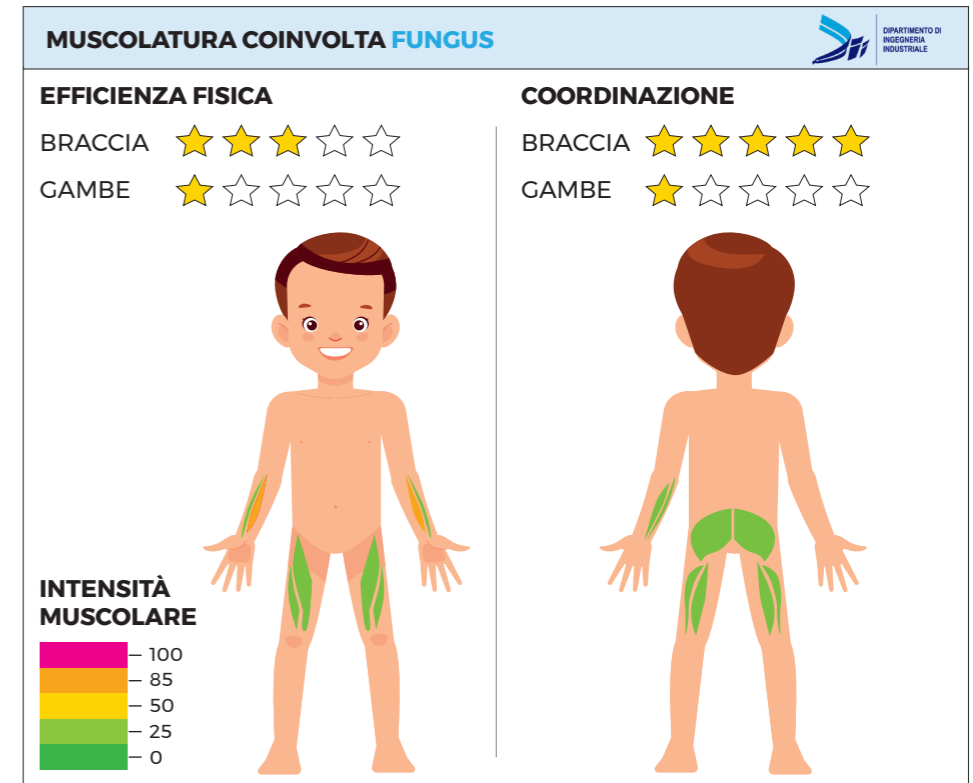 MUSCOLATURA COINVOLTA FUNGUS
DIPARTIMENTO DI
INGEGNERIA
INDUSTRIALE
EFFICIENZA FISICA
BRACCIA
GAMBE
COORDINAZIONE
BRACCIA
GAMBE
INTENSITÀ
MUSCOLARE
100
85
50
25
0